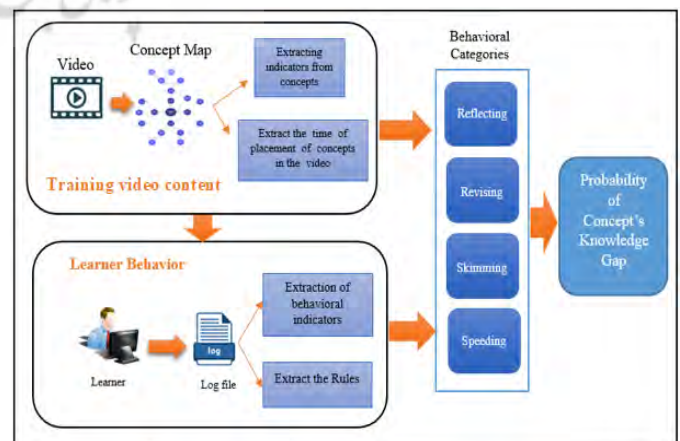 Video
Concept Map
Extracting
indicators from
concepts
Extract the time of
placement of concepts
in the video
Training video content
Learner Behavior
Learner
log
Log file
Extraction of
behavioral
indicators
Extract the Rules
Behavioral
Categories
Reflecting
Revising
Skimming
Speeding
Probability
of
Concept's
Knowledge
Gap